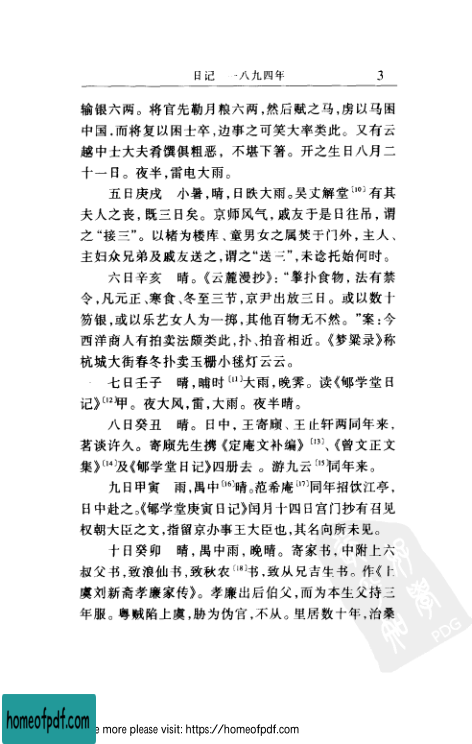 日记 一八九四年 3
输银六两。将官先勒月粮六两,然后赋之马,虏以马困
中国,而将复以困士卒,边事之可笑大率类此。又有云
越中士大夫肴馔俱粗恶,不堪下箸。开之生日八月二
十一日。夜半,雷电大雨。
五日庚戌 小暑,晴,日昳大雨。吴丈解堂〔10〕有其
夫人之丧,既三日矣。京师风气,戚友于是日往吊,谓
之“接三”。以楮为楼库、童男女之属焚于门外,主人、
主妇众兄弟及戚友送之,谓之“送三”,未谂托始何时。
六日辛亥 晴。《云麓漫抄》:“擎扑食物,法有禁
令,凡元正、寒食、冬至三节,京尹出放三日。或以数十
笏银,或以乐艺女人为一掷,其他百物无不然。”案:今
西洋商人有拍卖法颇类此,扑、拍音相近。《梦粱录》称
杭城大街春冬扑卖玉栅小毬灯云云。
七日壬子 晴,晡时〔11〕大雨,晚霁。读《郇学堂日
记》〔12〕甲。夜大风,雷,大雨。夜半晴。
八日癸丑 晴。日中,王寄廎、王止轩两同年来,
茗谈许久。寄廎先生携《定庵文补编》〔13〕、《曾文正文
集》〔14〕及《郇学堂日记》四册去。游九云〔15〕同年来。
九日甲寅 雨,禺中〔16〕晴。范希庵〔17〕同年招饮江亭,
日中赴之。《郇学堂庚寅日记》闰月十四日宫门抄有召见
权朝大臣之文,指留京办事王大臣也,其名向所未见。
十日癸卯 晴,禺中雨,晚晴。寄家书,中附上六
叔父书,致浪仙书,致秋农〔18〕书,致从兄吉生书。作《上
虞刘新斋孝廉家传》。孝廉出后伯父,而为本生父持三
年服。粤贼陷上虞,胁为伪官,不从。里居数十年,治桑
PDG
homeofpdf.com
e more please visit: https://homeofpdf.com